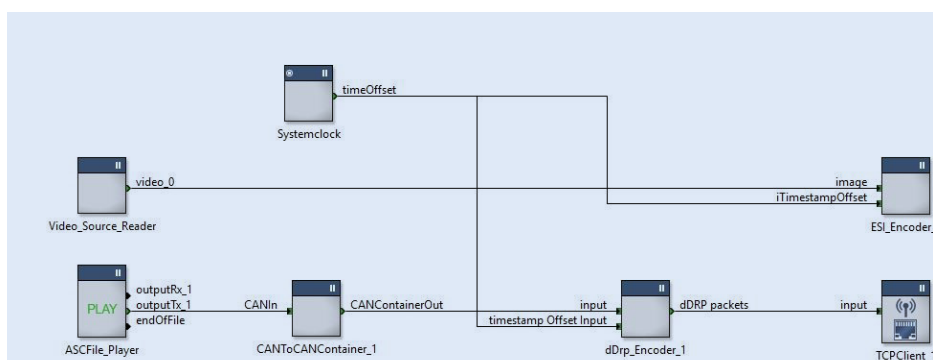 timeOffset
Systemclock
video_0
image
iTimestampOffset
Video_Source_Reader
ESI_Encoder_
outputRx_1
PLAY
outputTx_1
CANIn
CANContainerOut
input
dDRP packets
input
endOfFile
timestamp Offset Input
ASCFile_Player
CANToCANContainer_1
dDrp_Encoder_1
TCPClient_1